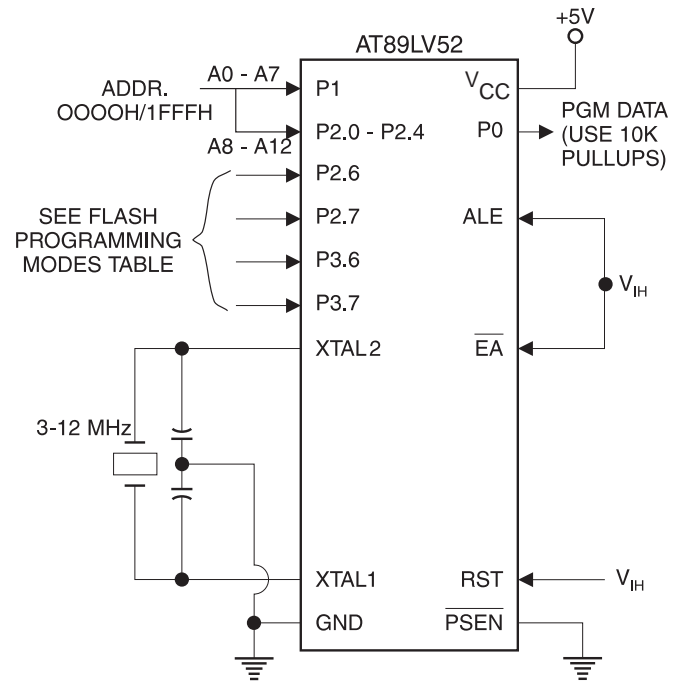 +5V
AT89LV52
A0 - A7
ADDR.
OOOOH/1FFFH
P1
VCC
PGM DATA
(USE 10K
PULLUPS)
P2.0 - P2.4
P0
A8 - A12
P2.6
SEE FLASH
PROGRAMMING
MODES TABLE
P2.7
ALE
P3.6
VIH
P3.7
XTAL2
EA
3-12 MHz
XTAL1
RST
VIH
GND
PSEN